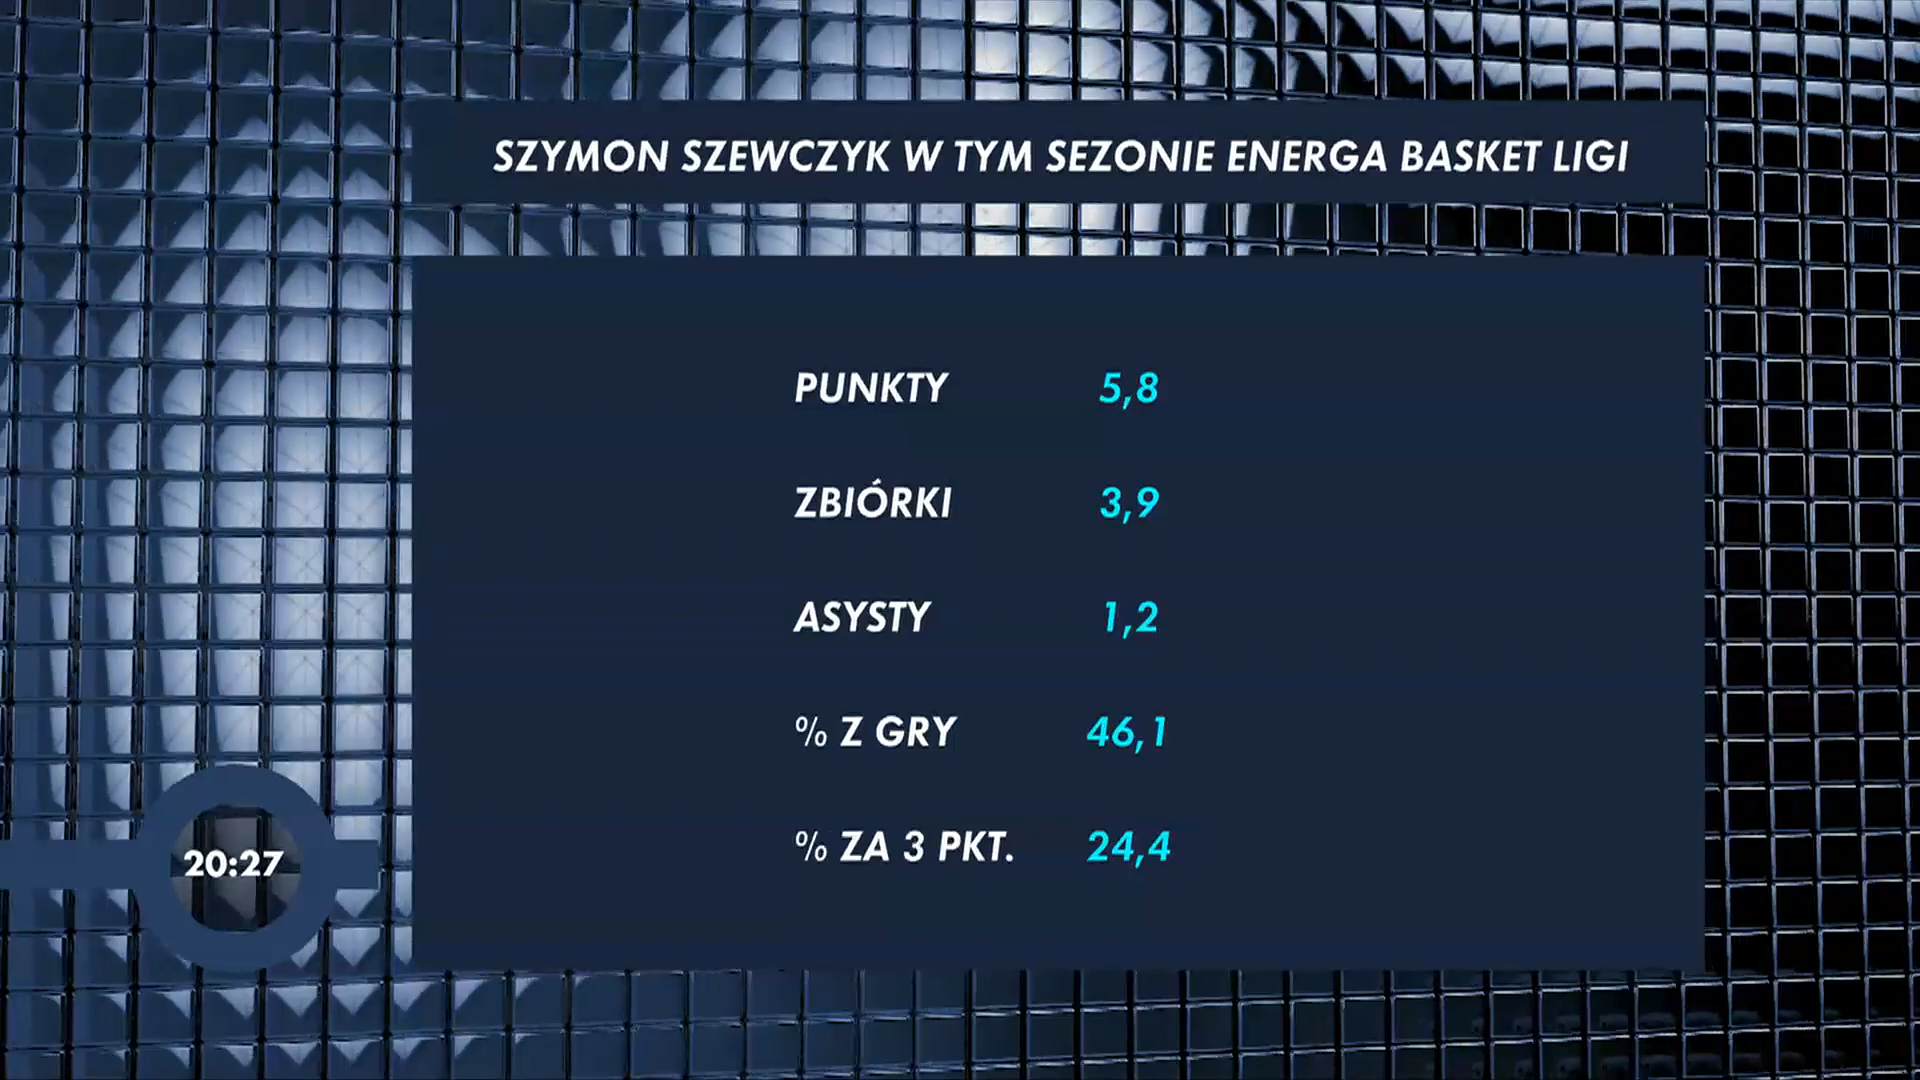 SZYMON SZEWCZYK W TYM SEZONIE ENERGA BASKET LIGI
PUNKTY 5,8
ZBIÓRKI 3,9
ASYSTY 1,2
% Z GRY 46,1
% ZA 3 PKT. 24,4
20:27